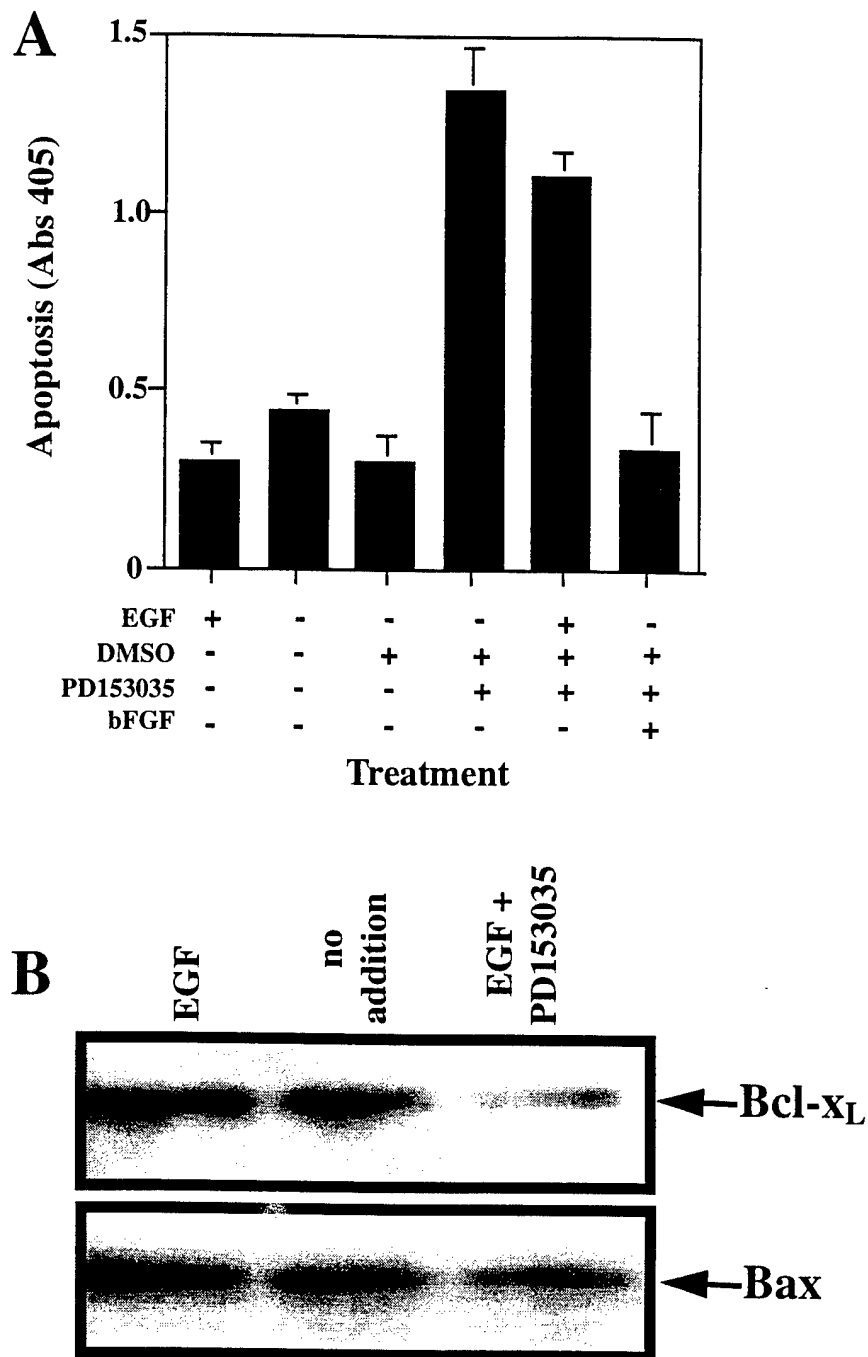 A
1.5
1.0
0.5
0
Apoptosis (Abs 405)
EGF + - - - + -
DMSO - - + + + +
PD153035 - - - + + +
bFGF - - - - - +
Treatment
B
EGF
no
addition
EGF +
PD153035
Bcl-xL
Bax